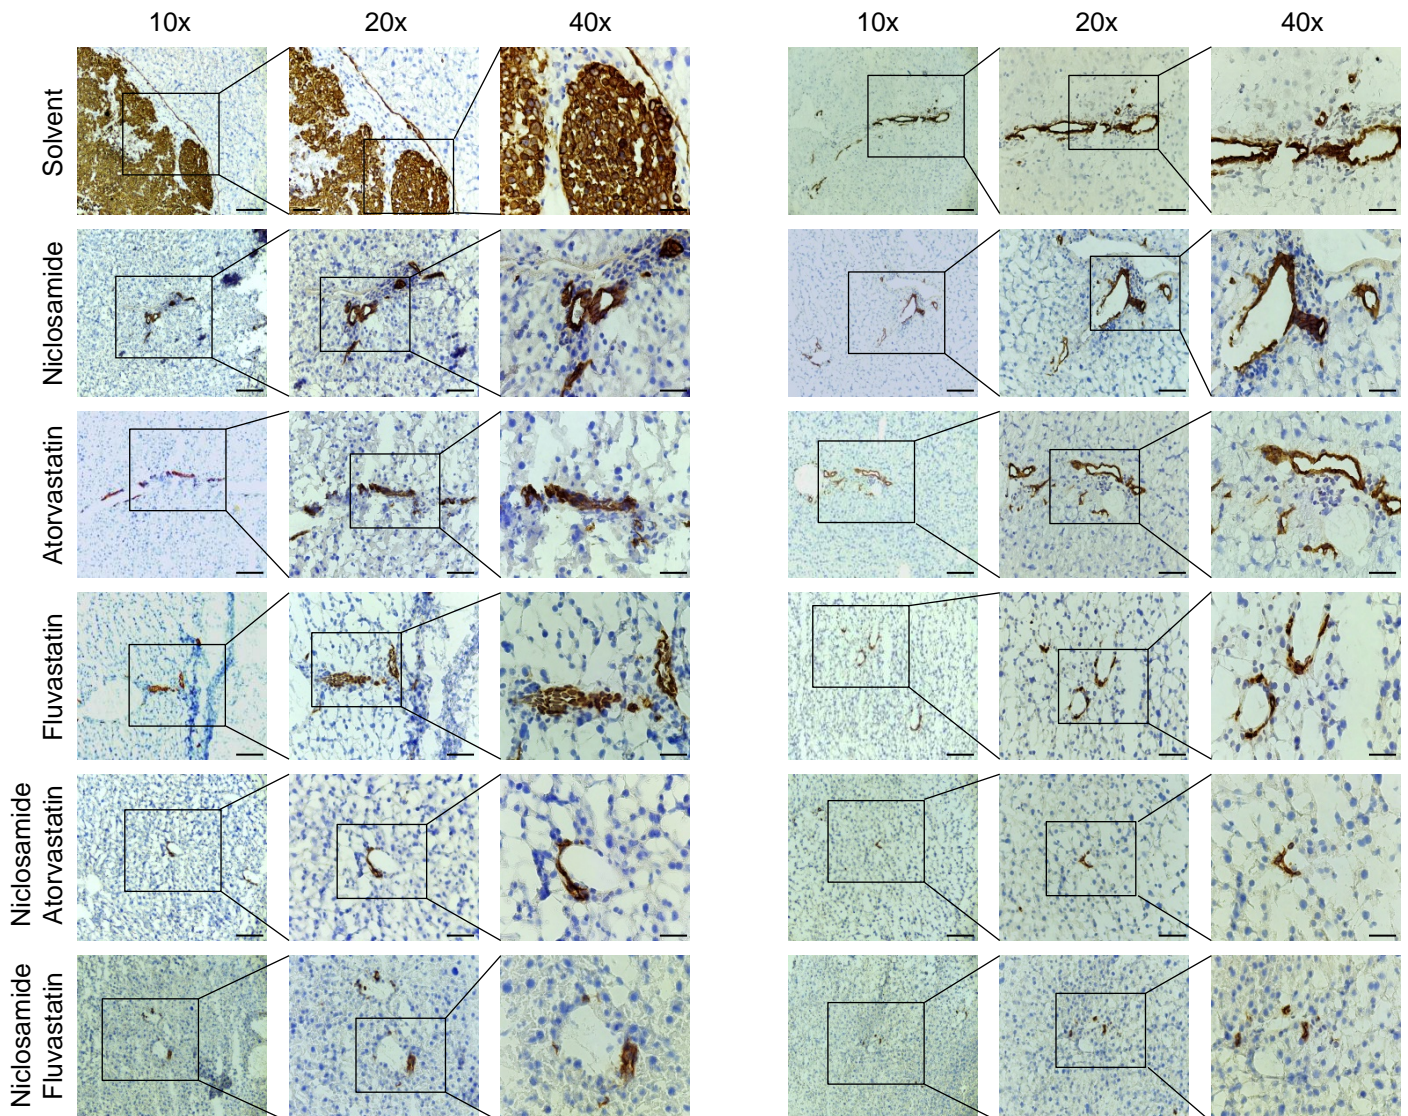 10x 20x 40x 10x 20x 40x
Solvent
Niclosamide
Atorvastatin
Fluvastatin
Niclosamide
Atorvastatin
Niclosamide
Fluvastatin